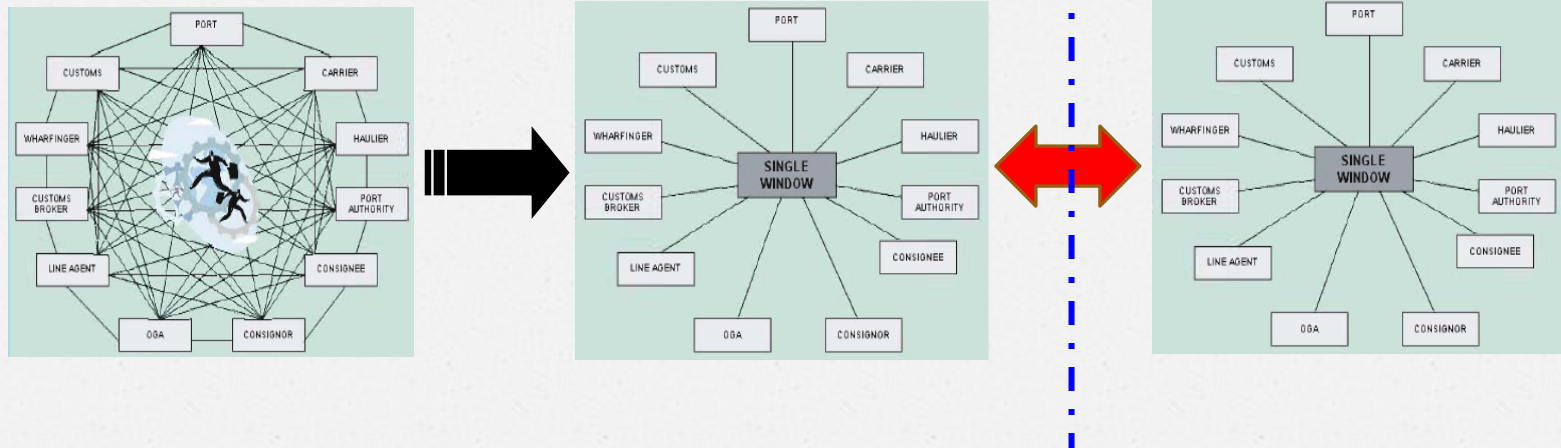 PORT
CUSTOMS
CARRIER
WHARFINGER
HAULIER
CUSTOMS
BROKER
PORT
AUTHORITY
LINE AGENT
CONSIGNEE
OGA
CONSIGNOR
PORT
CUSTOMS
CARRIER
WHARFINGER
HAULIER
SINGLE
WINDOW
CUSTOMS
BROKER
PORT
AUTHORITY
LINE AGENT
CONSIGNEE
OGA
CONSIGNOR
PORT
CUSTOMS
CARRIER
WHARFINGER
HAULIER
SINGLE
WINDOW
CUSTOMS
BROKER
PORT
AUTHORITY
LINE AGENT
CONSIGNEE
OGA
CONSIGNOR